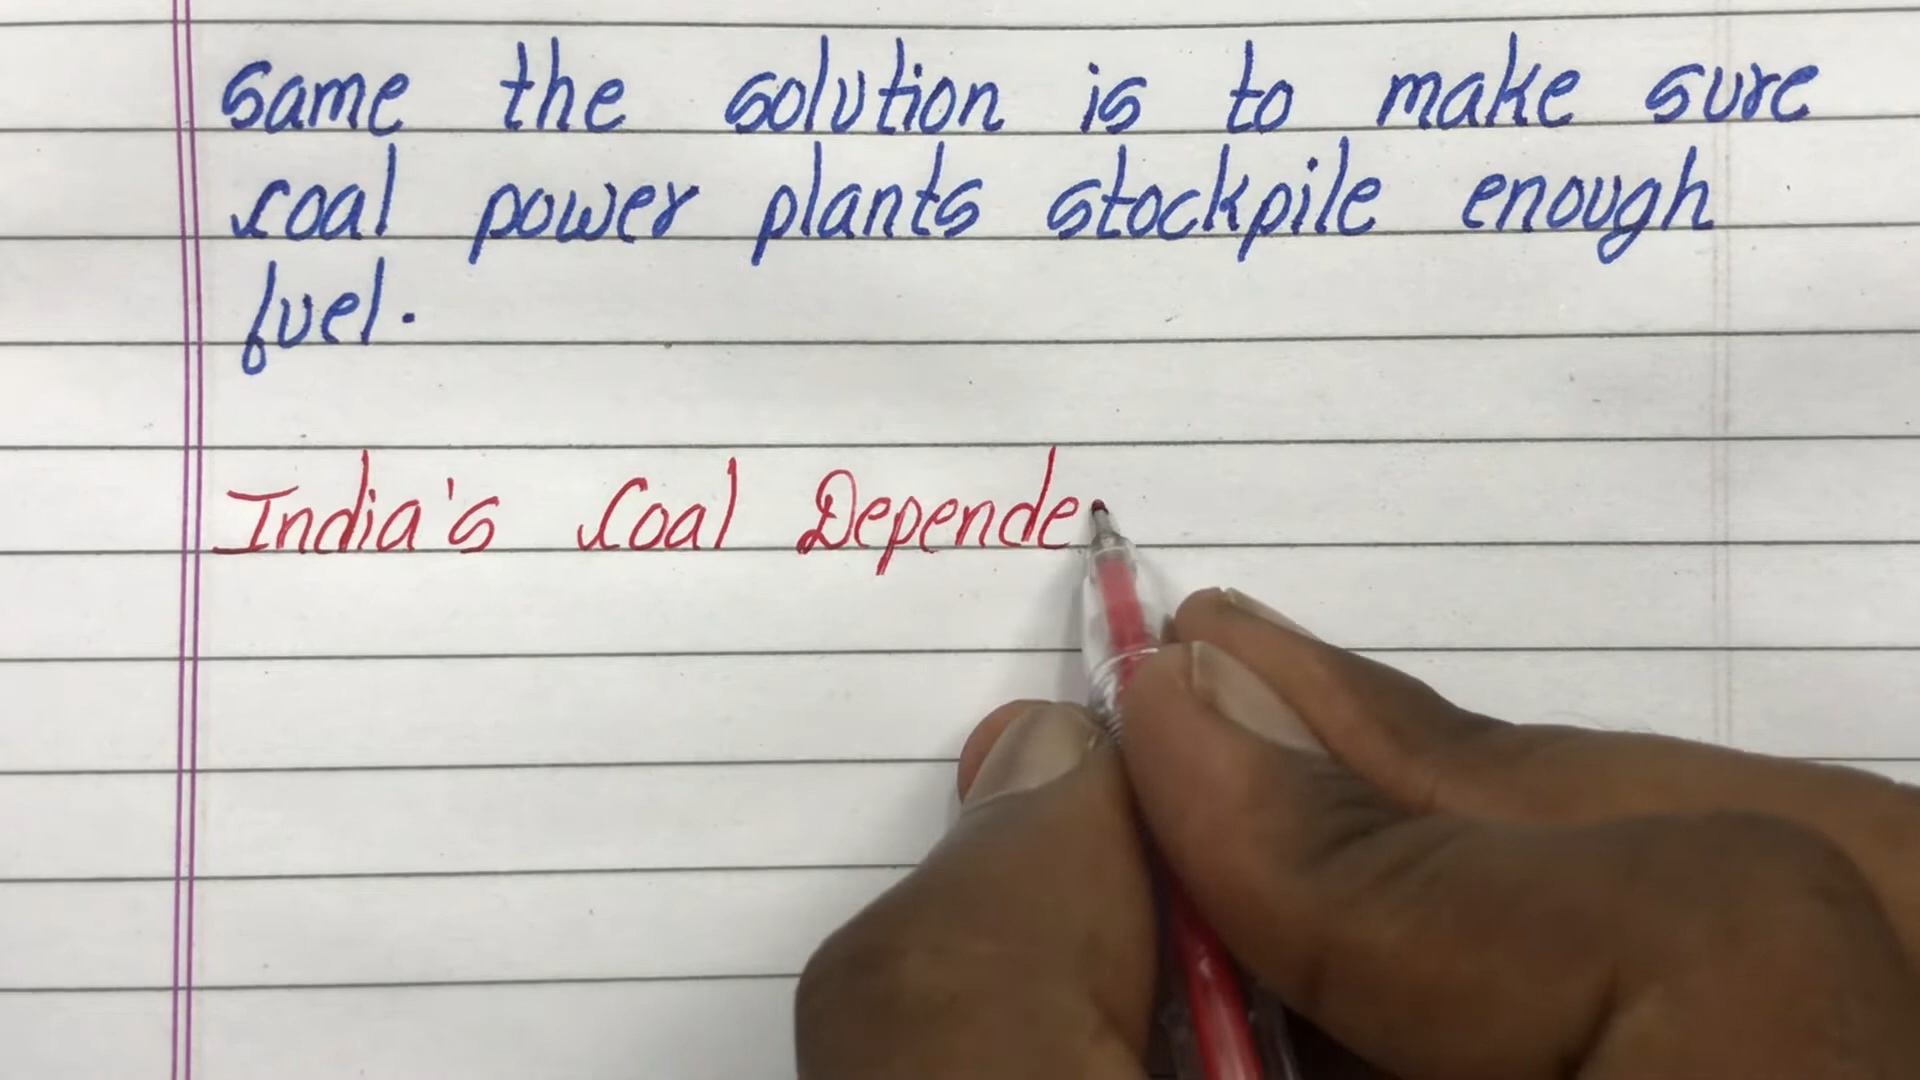 same the solution is to make sure
coal power plants stockpile enough
fuel.
India's Coal Depende